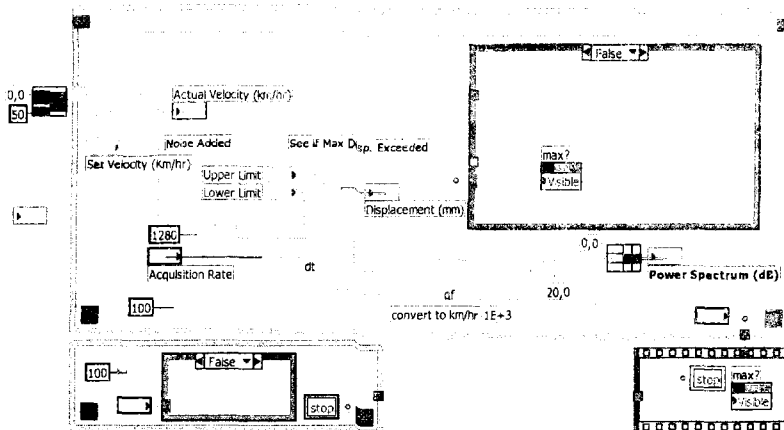 False
0,0
50
Actual Velocity (km/hr)
Noise Added
See if Max Disp. Exceeded
max?
Set Velocity (Km/hr)
Upper Limit
Lower Limit
Visible
Displacement (mm)
1280
0,0
Acquisition Rate
dt
Power Spectrum (dB)
df
20,0
100
convert to km/hr 1E+3
False
100
stop
stop
max?
Visible